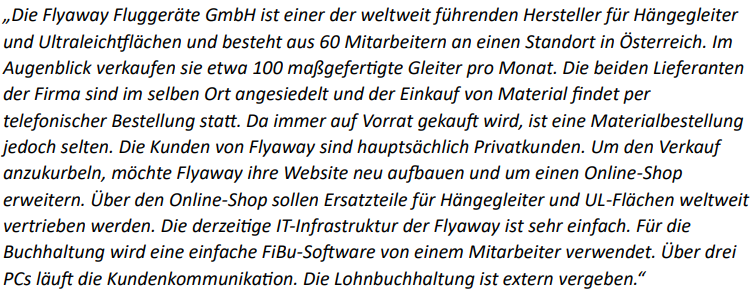 „Die Flyaway Fluggeräte GmbH ist einer der weltweit führenden Hersteller für Hängegleiter
und Ultraleichtflächen und besteht aus 60 Mitarbeitern an einen Standort in Österreich. Im
Augenblick verkaufen sie etwa 100 maßgefertigte Gleiter pro Monat. Die beiden Lieferanten
der Firma sind im selben Ort angesiedelt und der Einkauf von Material findet per
telefonischer Bestellung statt. Da immer auf Vorrat gekauft wird, ist eine Materialbestellung
jedoch selten. Die Kunden von Flyaway sind hauptsächlich Privatkunden. Um den Verkauf
anzukurbeln, möchte Flyaway ihre Website neu aufbauen und um einen Online-Shop
erweitern. Über den Online-Shop sollen Ersatzteile für Hängegleiter und UL-Flächen weltweit
vertrieben werden. Die derzeitige IT-Infrastruktur der Flyaway ist sehr einfach. Für die
Buchhaltung wird eine einfache FiBu-Software von einem Mitarbeiter verwendet. Über drei
PCs läuft die Kundenkommunikation. Die Lohnbuchhaltung ist extern vergeben.“